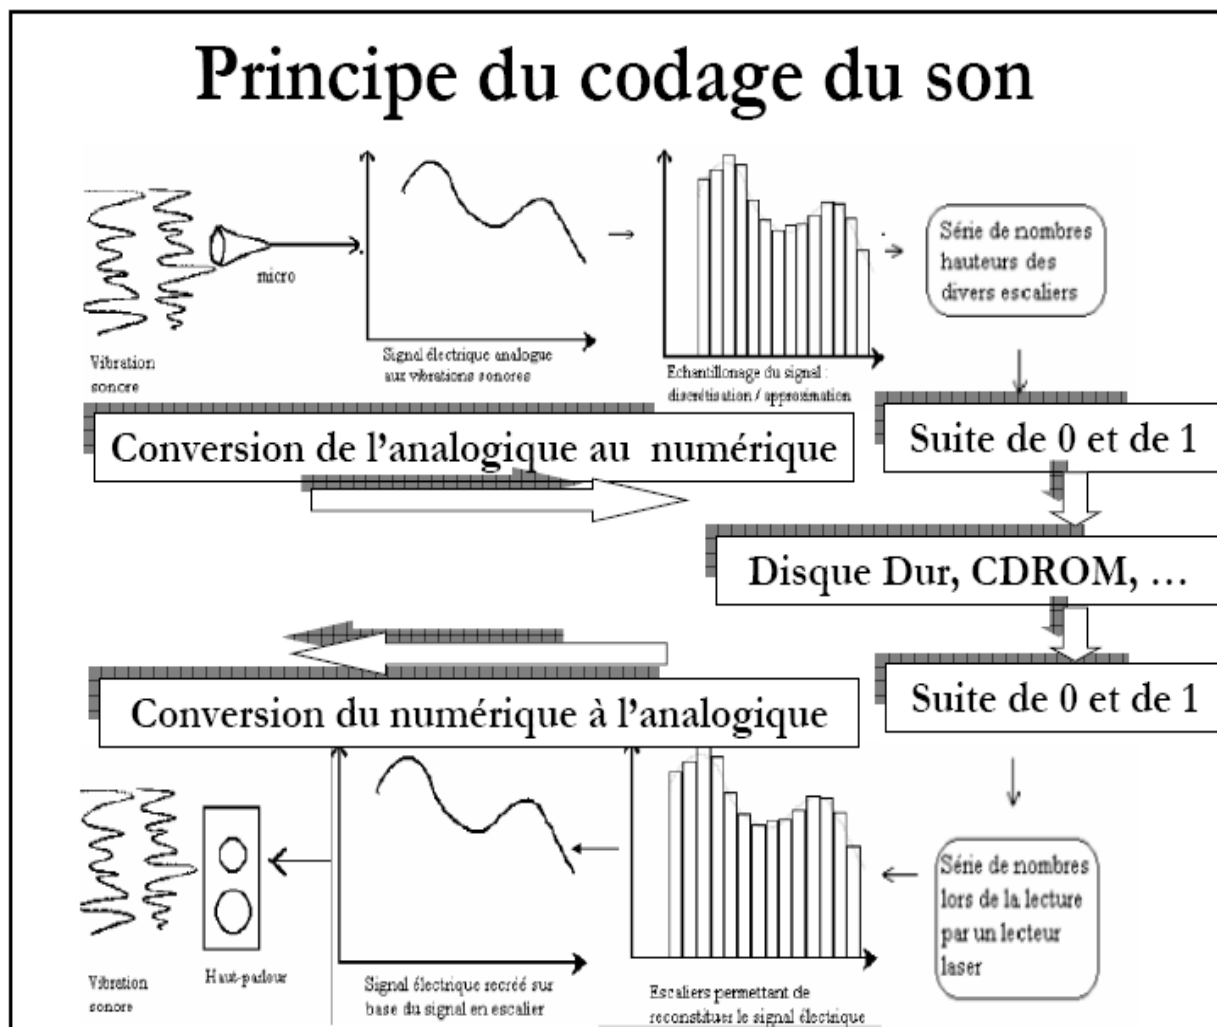 Principe du codage du son
micro
Vibration
sonore
Signal électrique analogue
aux vibrations sonores
Echantillonage du signal :
discrétisation / approximation
Série de nombres
hauteurs des
divers escaliers
Conversion de l'analogique au numérique
Suite de 0 et de 1
Disque Dur, CDROM, ...
Suite de 0 et de 1
Conversion du numérique à l'analogique
Série de nombres
lors de la lecture
par un lecteur
laser
Escaliers permettant de
reconstituer le signal électrique
Signal électrique recréé sur
base du signal en escalier
Haut-parleur
Vibration
sonore